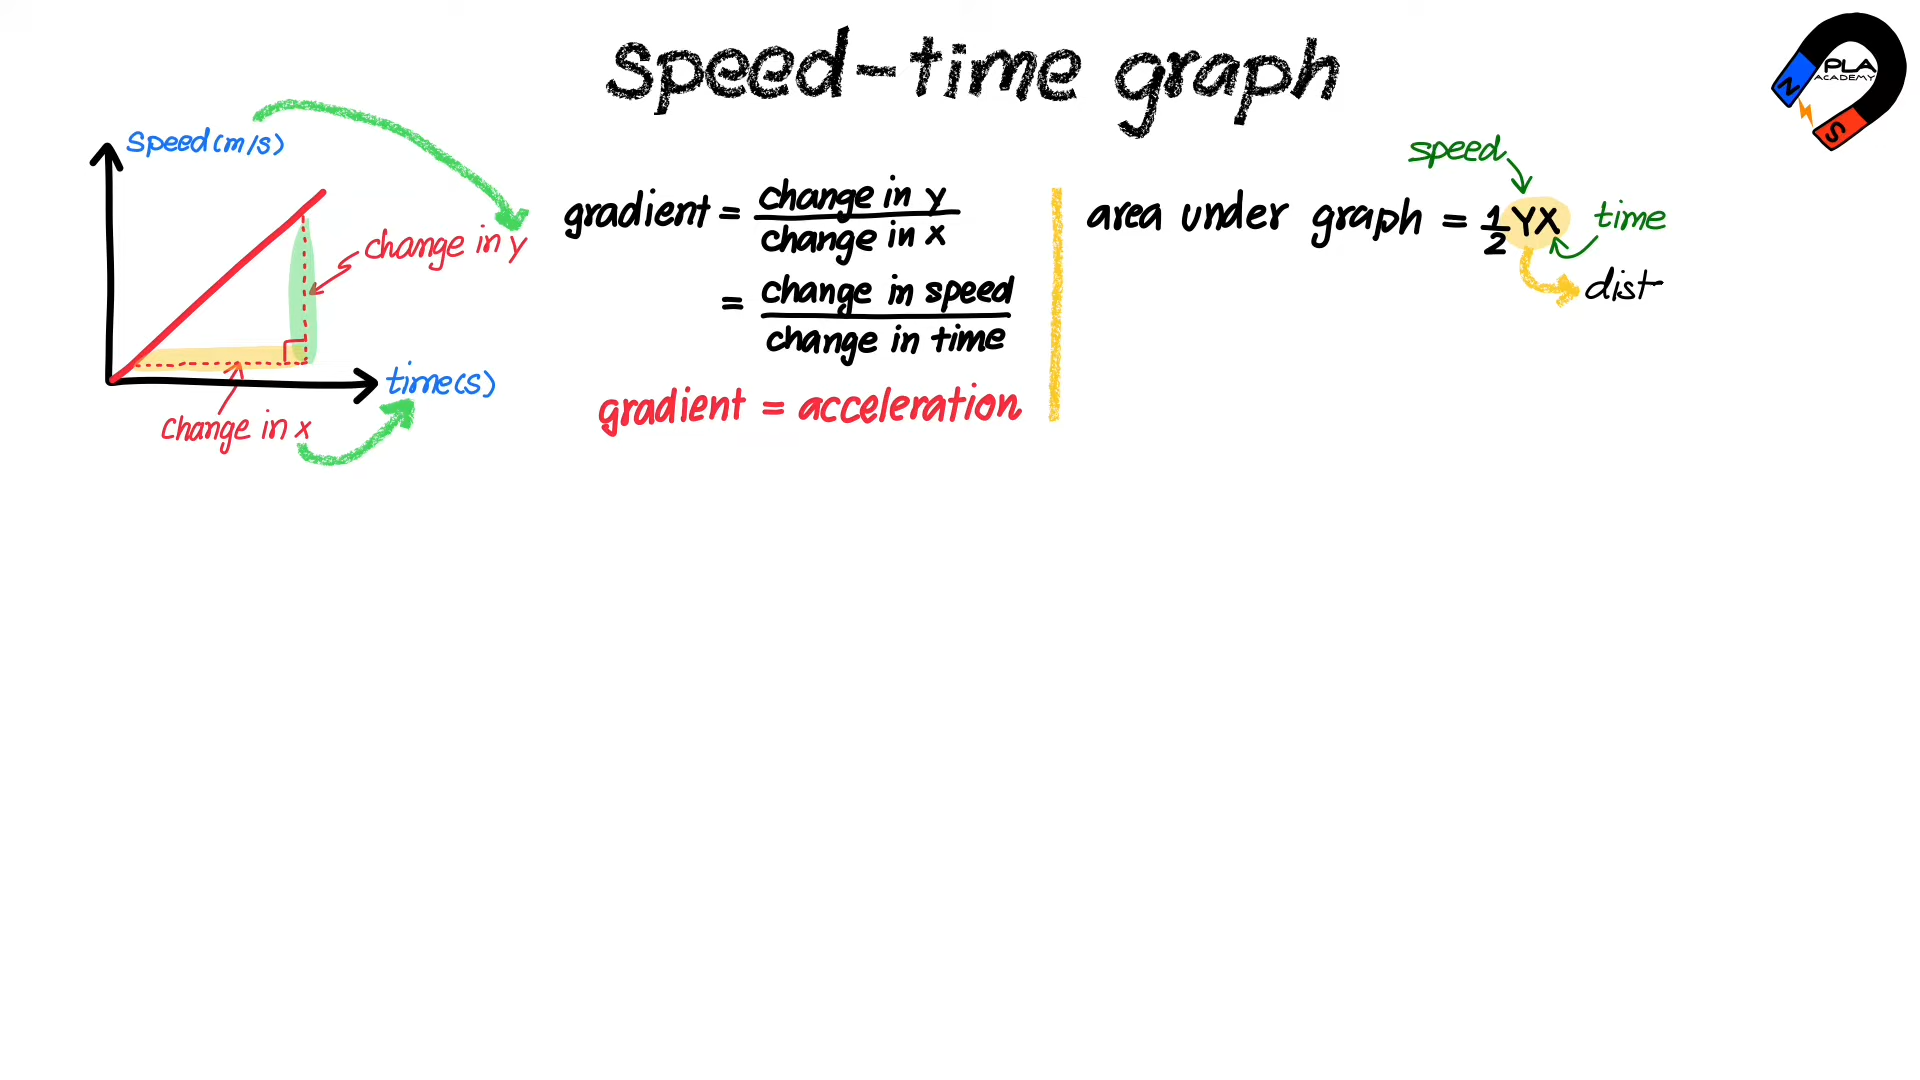 speed-time graph
PLA
ACADEMY
N
S
speed(m/s)
change in y
time(s)
change in x
gradient = change in y
change in x
= change in speed
change in time
gradient = acceleration
speed
area under graph = 1/2 YX
time
dist